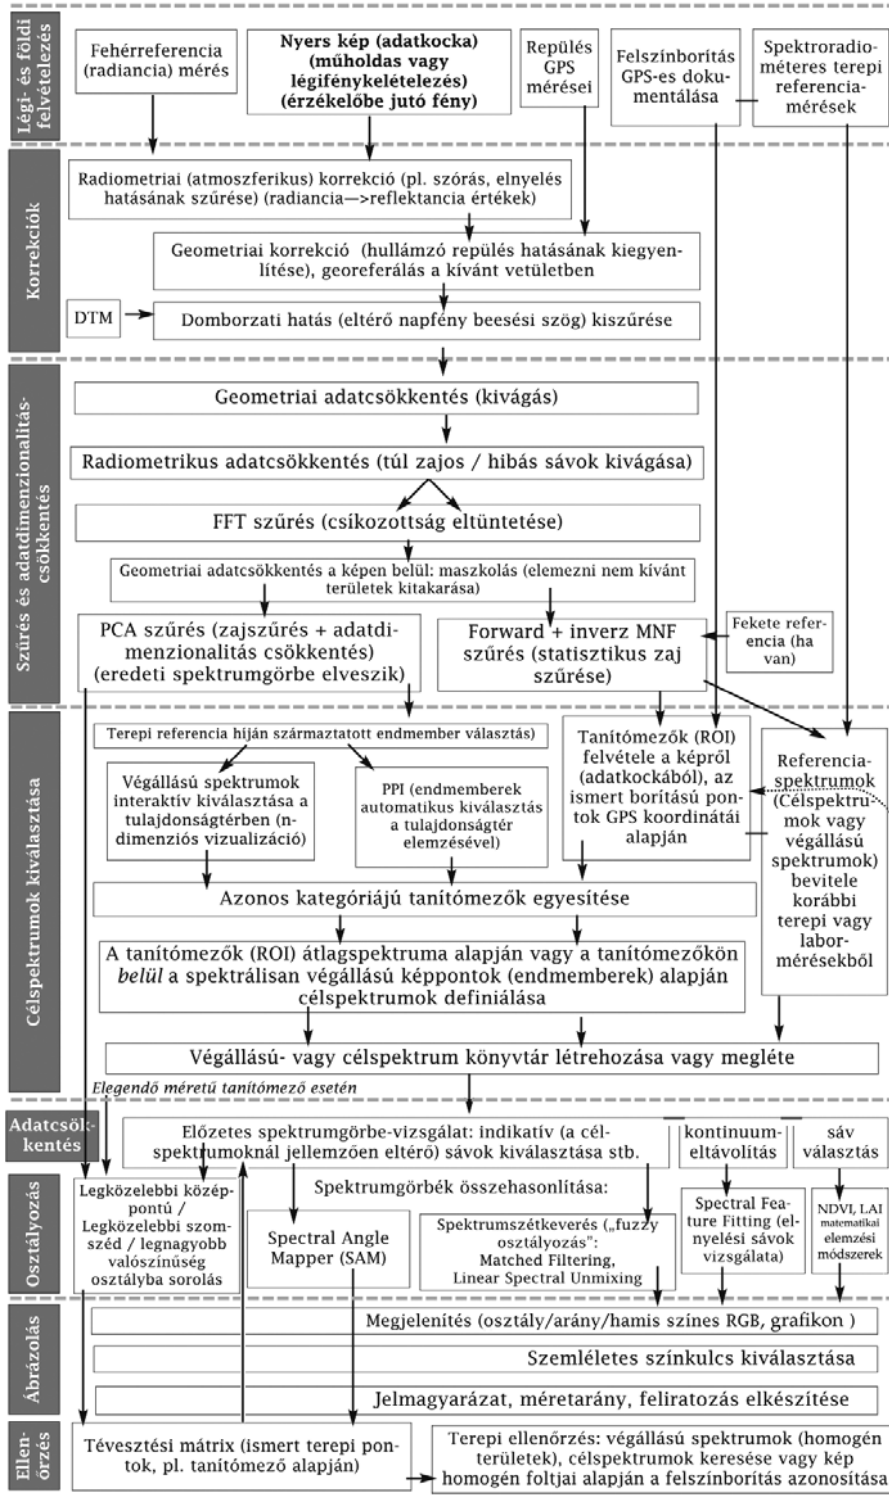 Légi- és földi
felvételezés
Fehérreferencia
(radiancia) mérés
Nyers kép (adatkocka)
(műholdas vagy
légifénykelételezés)
(érzékelőbe jutó fény)
Repülés
GPS
mérései
Felszínborítás
GPS-es doku-
mentálása
Spektroradio-
méteres terepi
referencia-
mérések
Korrekciók
Radiometriai (atmoszferikus) korrekció (pl. szórás, elnyelés
hatásának szűrése) (radiancia—>reflektancia értékek)
Geometriai korrekció (hullámzó repülés hatásának kiegyen-
lítése), georeferálás a kívánt vetületben
DTM
Domborzati hatás (eltérő napfény beesési szög) kiszűrése
Szűrés és adatdimenzionalitás-
csökkentés
Geometriai adatcsökkentés (kivágás)
Radiometrikus adatcsökkentés (túl zajos / hibás sávok kivágása)
FFT szűrés (csíkozottság eltüntetése)
Geometriai adatcsökkentés a képen belül: maszkolás (elemezni nem kívánt
területek kitakarása)
PCA szűrés (zajszűrés + adatdi-
menzionalitás csökkentés)
(eredeti spektrumgörbe elveszik)
Forward + inverz MNF
szűrés (statisztikus zaj
szűrése)
Fekete refer-
encia (ha
van)
Célspektrumok kiválasztása
Terepi referencia híján származtatott endmember választás)
Végállású spektrumok
interaktív kiválasztása a
tulajdonságtérben (n-
dimenziós vizualizáció)
PPI (endmemberek
automatikus kiválasztás
a tulajdonságtér
elemzésével)
Tanítómezők (ROI)
felvétele a képről
(adatkockából), az
ismert borítású pon-
tok GPS koordinátái
alapján
Referencia-
spektrumok
(Célspektru-
mok vagy
végállású
spektrumok)
bevitele
korábbi
terepi vagy
labor-
mérésekből
Azonos kategóriájú tanítómezők egyesítése
A tanítómezők (ROI) átlagspektruma alapján vagy a tanítómezőkön
belül a spektrálisan végállású képpontok (endmemberek) alapján
célspektrumok definiálása
Végállású- vagy célspektrum könyvtár létrehozása vagy megléte
Elegendő méretű tanítómező esetén
Adatcsök-
kentés
Előzetes spektrumgörbe-vizsgálat: indikatív (a cél-
spektrumoknál jellemzően eltérő) sávok kiválasztása stb.
kontinuum-
eltávolítás
sáv
választás
Osztályozás
Legközelebbi közép-
pontú /
Legközelebbi szom-
széd / legnagyobb
valószínűség
osztályba sorolás
Spektrumgörbék összehasonlítása:
Spectral Angle
Mapper (SAM)
Spektrumszétkeverés („fuzzy
osztályozás":
Matched Filtering,
Linear Spectral Unmixing
Spectral Fea-
ture Fitting (el-
nyelési sávok
vizsgálata)
NDVI, LAI
matematikai
elemzési
módszerek
Ábrázolás
Megjelenítés (osztály/arány/hamis színes RGB, grafikon )
Szemléletes színkulcs kiválasztása
Jelmagyarázat, méretarány, feliratozás elkészítése
Ellen-
őrzés
Tévesztési mátrix (ismert terepi pon-
tok, pl. tanítómező alapján)
Terepi ellenőrzés: végállású spektrumok (homogén
területek), célspektrumok keresése vagy kép
homogén foltjai alapján a felszínborítás azonosítása